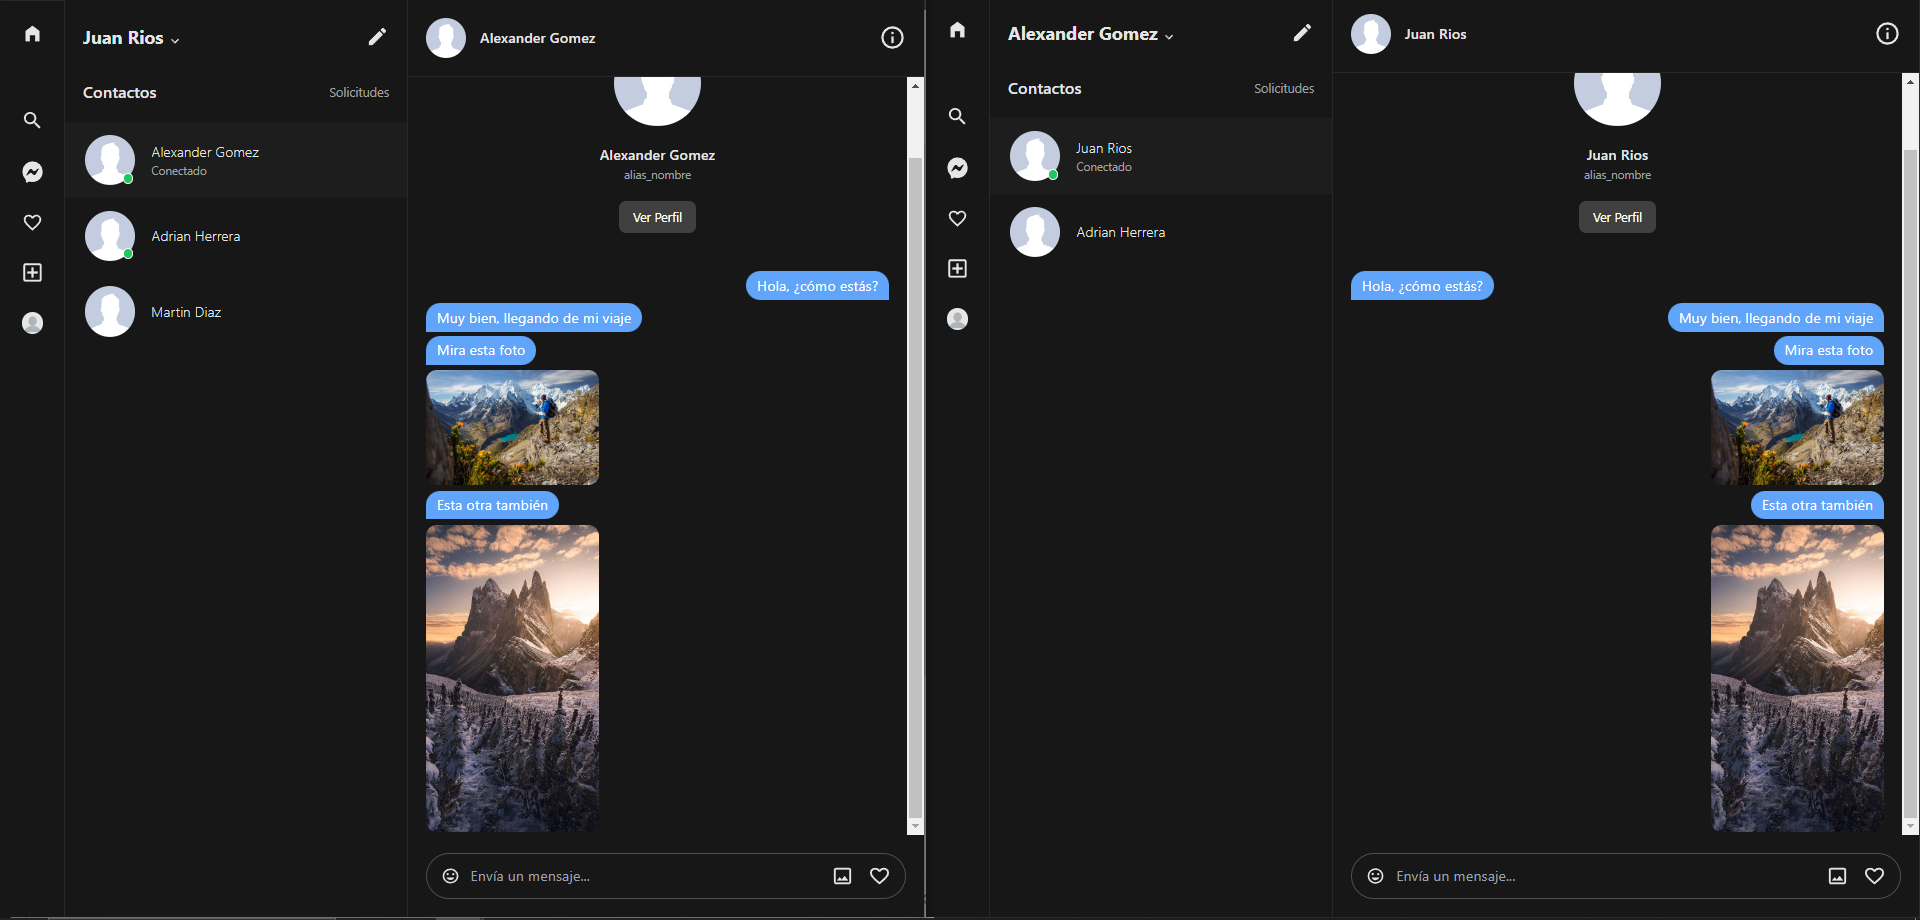 Juan Rios
Contactos
Solicitudes
Alexander Gomez
Conectado
Adrian Herrera
Martin Diaz
Alexander Gomez
Alexander Gomez
alias_nombre
Ver Perfil
Hola, ¿cómo estás?
Muy bien, llegando de mi viaje
Mira esta foto
Esta otra también
Envía un mensaje...
Alexander Gomez
Contactos
Solicitudes
Juan Rios
Conectado
Adrian Herrera
Juan Rios
Juan Rios
alias_nombre
Ver Perfil
Hola, ¿cómo estás?
Muy bien, llegando de mi viaje
Mira esta foto
Esta otra también
Envía un mensaje...